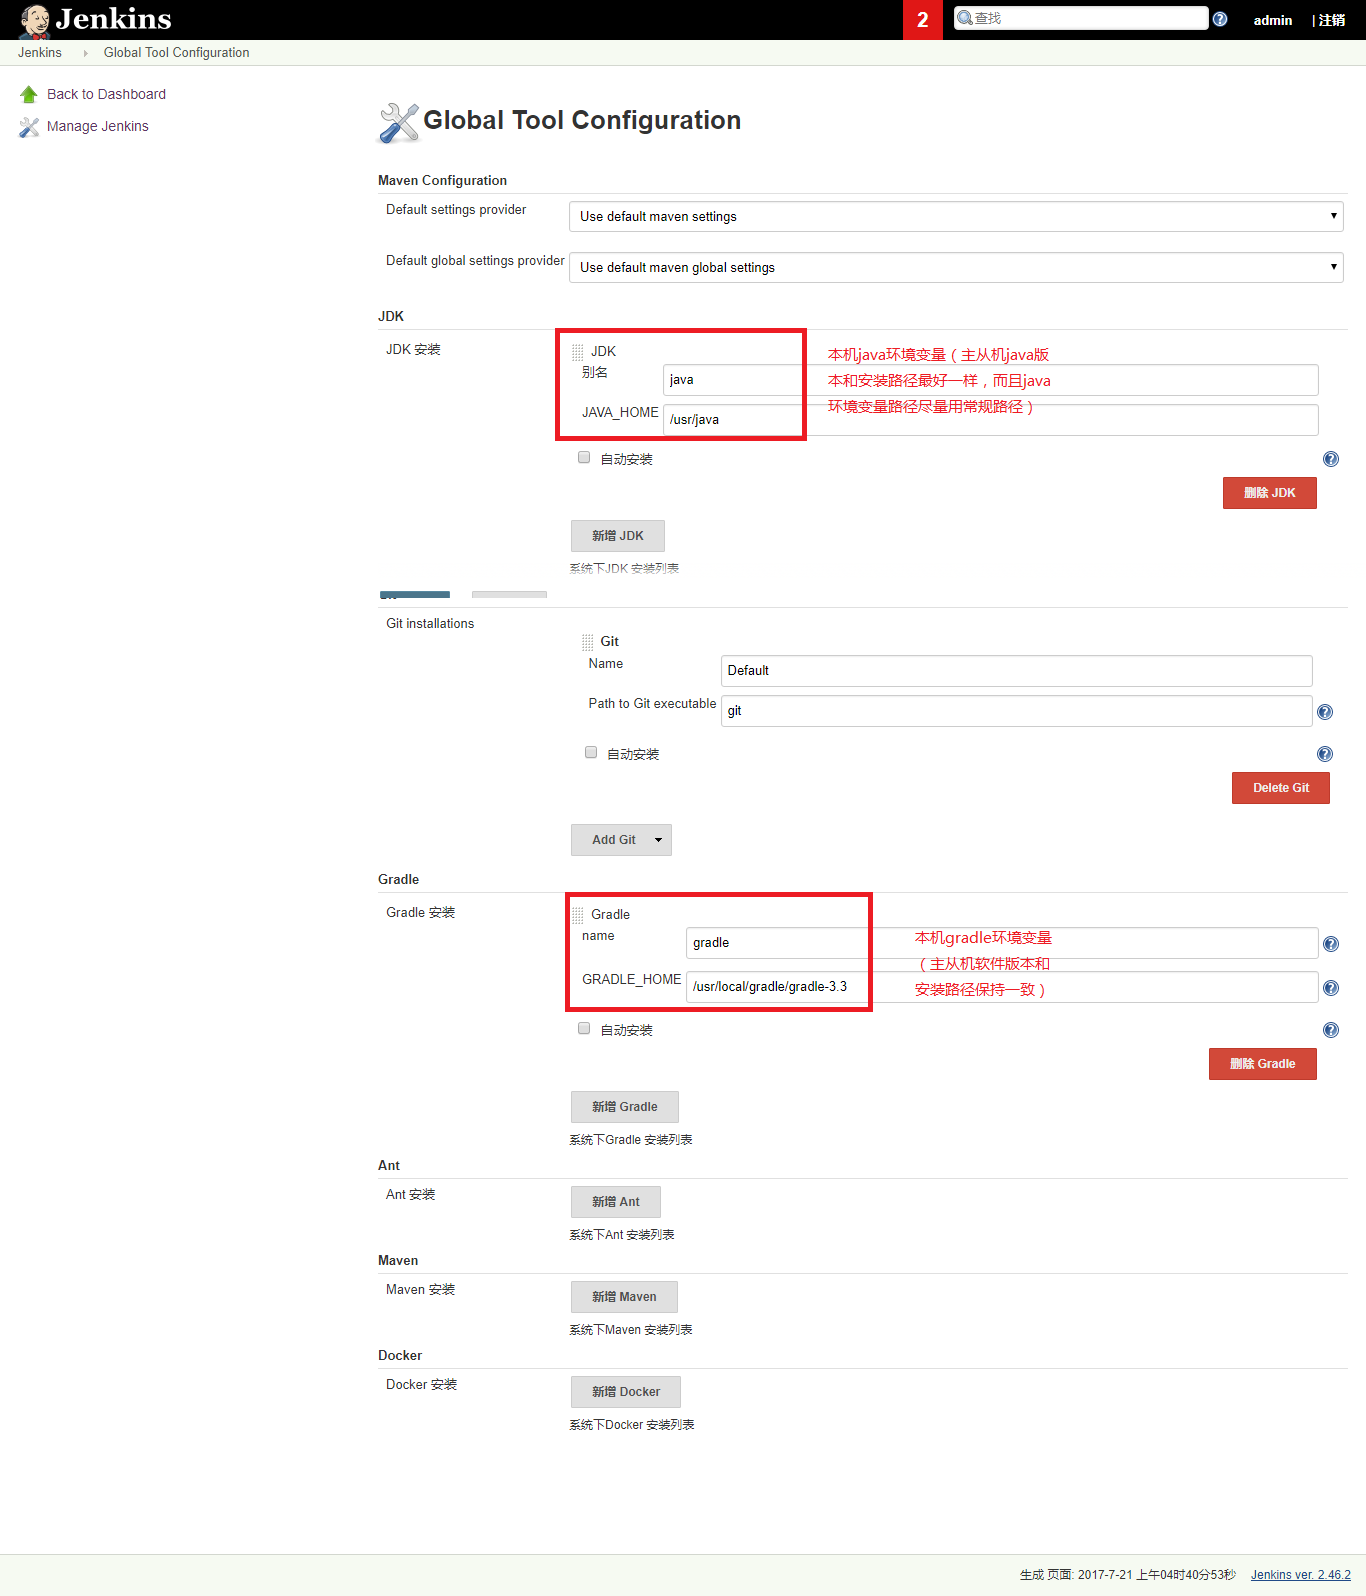 Jenkins
2
查找
admin
| 注销
Jenkins
Global Tool Configuration
Back to Dashboard
Manage Jenkins
Global Tool Configuration
Maven Configuration
Default settings provider
Use default maven settings
Default global settings provider
Use default maven global settings
JDK
JDK 安装
JDK
别名
java
JAVA_HOME
/usr/java
本机java环境变量（主从机java版
本和安装路径最好一样，而且java
环境变量路径尽量用常规路径）
自动安装
删除 JDK
新增 JDK
系统下JDK 安装列表
Git installations
Git
Name
Default
Path to Git executable
git
自动安装
Delete Git
Add Git
Gradle
Gradle 安装
Gradle
name
gradle
GRADLE_HOME
/usr/local/gradle/gradle-3.3
本机gradle环境变量
（主从机软件版本和
安装路径保持一致）
自动安装
删除 Gradle
新增 Gradle
系统下Gradle 安装列表
Ant
Ant 安装
新增 Ant
系统下Ant 安装列表
Maven
Maven 安装
新增 Maven
系统下Maven 安装列表
Docker
Docker 安装
新增 Docker
系统下Docker 安装列表
生成 页面: 2017-7-21 上午04时40分53秒
Jenkins ver. 2.46.2